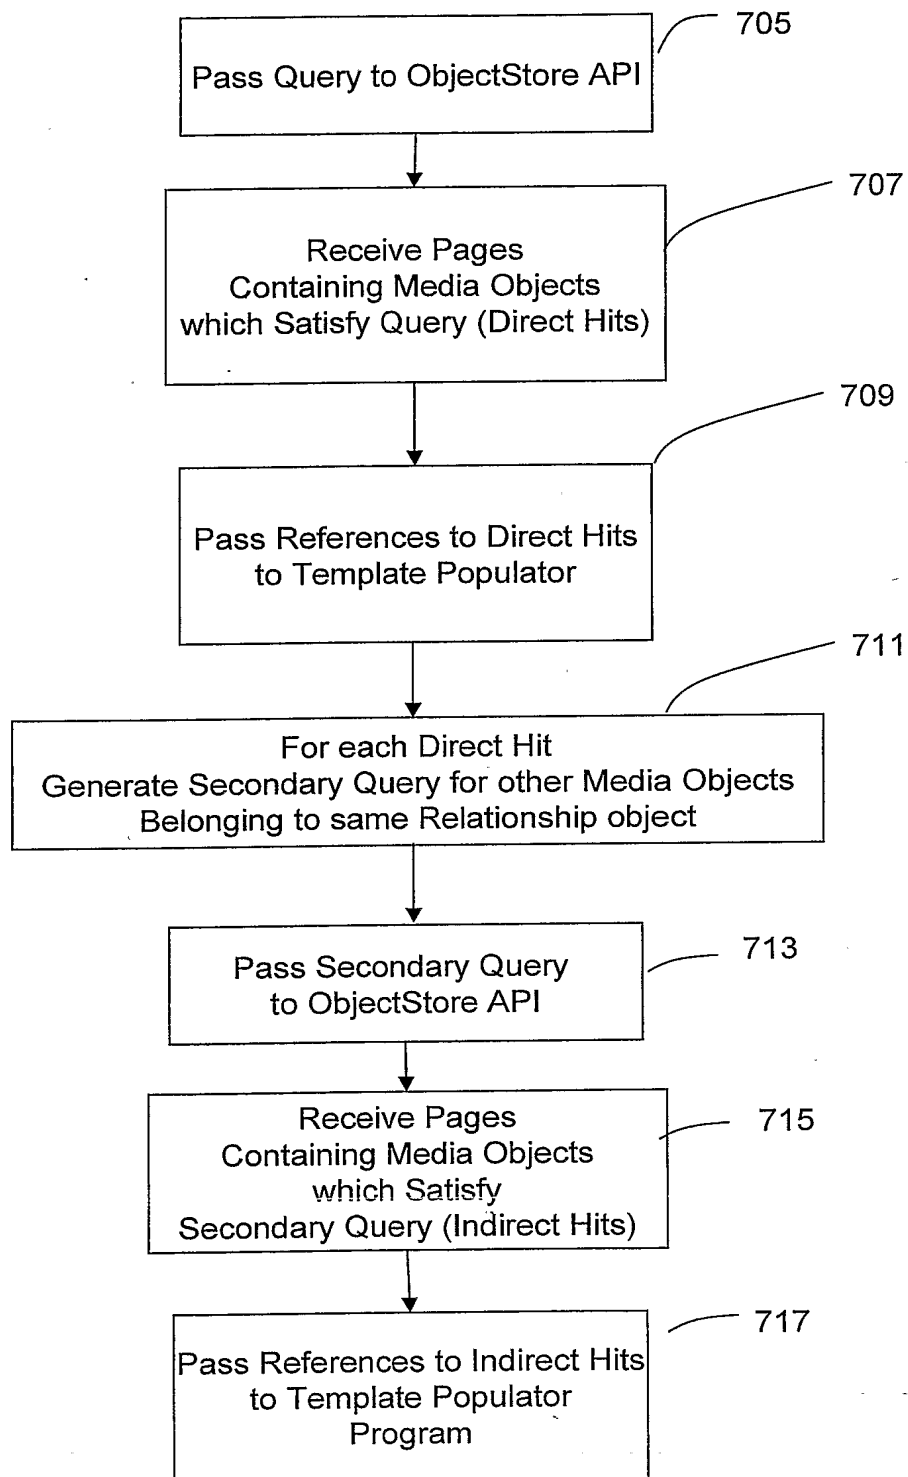 705
Pass Query to ObjectStore API
707
Receive Pages
Containing Media Objects
which Satisfy Query (Direct Hits)
709
Pass References to Direct Hits
to Template Populator
711
For each Direct Hit
Generate Secondary Query for other Media Objects
Belonging to same Relationship object
713
Pass Secondary Query
to ObjectStore API
715
Receive Pages
Containing Media Objects
which Satisfy
Secondary Query (Indirect Hits)
717
Pass References to Indirect Hits
to Template Populator
Program